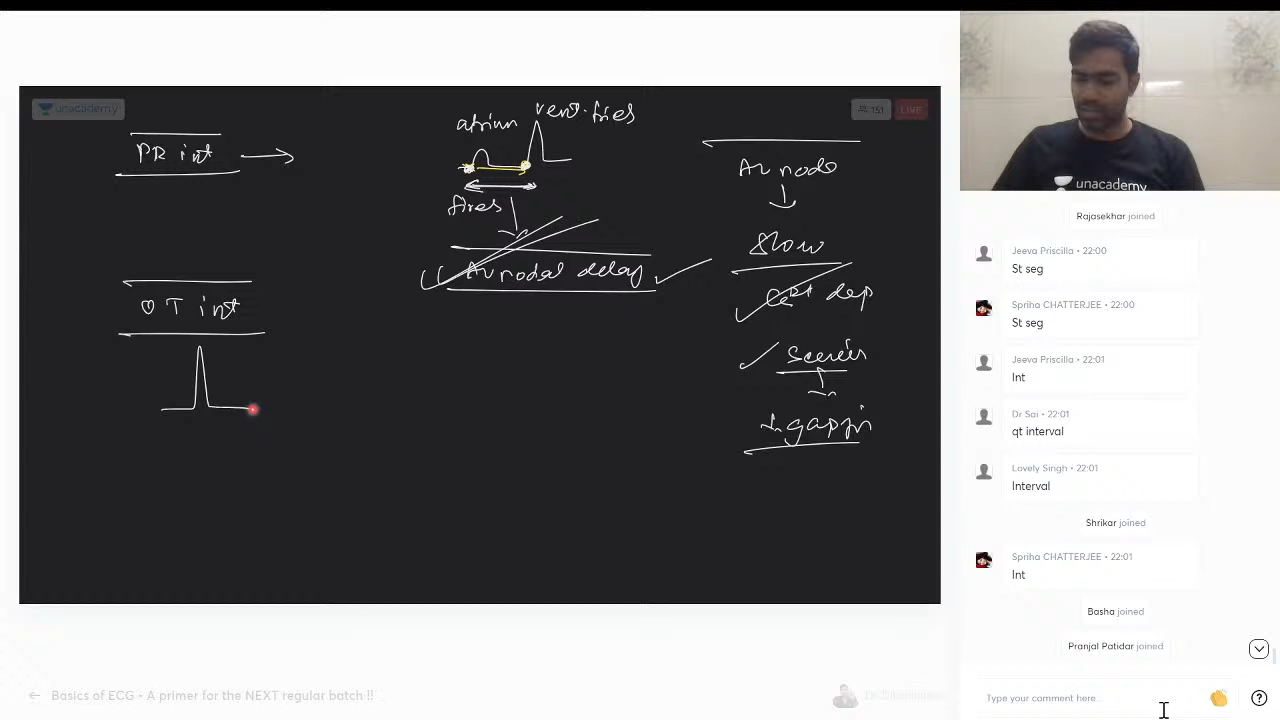 unacademy
151
LIVE
atrium
vent. fires
PR int
fires
AV nodal delay
AV node
slow
QT int
unacademy
Rajasekhar joined
Jeeva Priscilla • 22:00
St seg
Spriha CHATTERJEE • 22:00
St seg
Jeeva Priscilla • 22:01
Int
Dr Sai • 22:01
qt interval
Lovely Singh • 22:01
Interval
Shrikar joined
Spriha CHATTERJEE • 22:01
Int
Basha joined
Pranjal Patidar joined
Type your comment here...
Basics of ECG - A primer for the NEXT regular batch !!